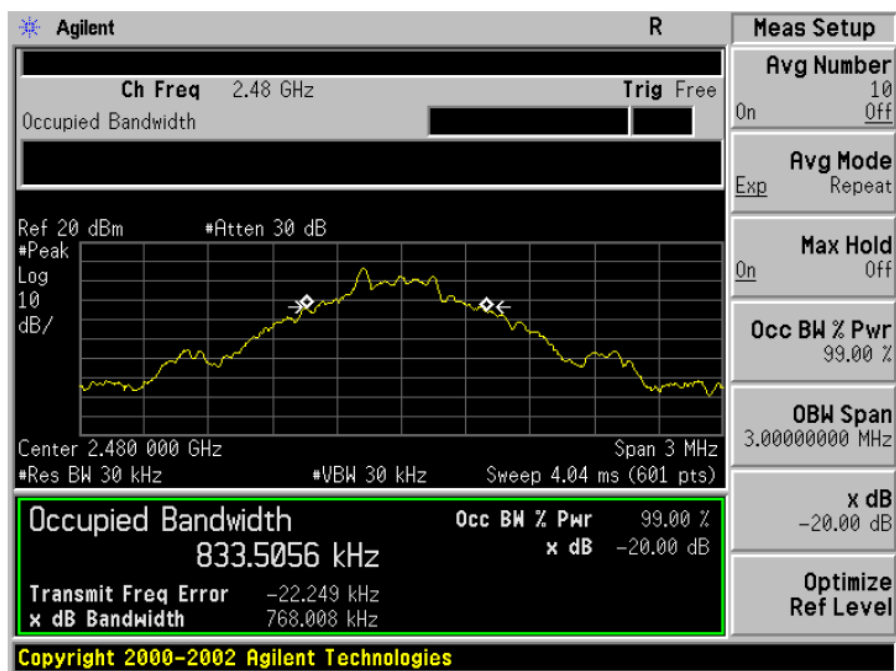 Agilent R Meas Setup
Ch Freq 2.48 GHz Trig Free
Occupied Bandwidth
Ref 20 dBm #Atten 30 dB
#Peak
Log
10
dB/
Center 2.480 000 GHz Span 3 MHz
#Res BW 30 kHz #VBW 30 kHz Sweep 4.04 ms (601 pts)
Occupied Bandwidth Occ BW % Pwr 99.00 %
833.5056 kHz x dB -20.00 dB
Transmit Freq Error -22.249 kHz
x dB Bandwidth 768.008 kHz
Copyright 2000-2002 Agilent Technologies
Avg Number
10
On Off
Avg Mode
Exp Repeat
Max Hold
On Off
Occ BW % Pwr
99.00 %
OBW Span
3.00000000 MHz
x dB
-20.00 dB
Optimize
Ref Level